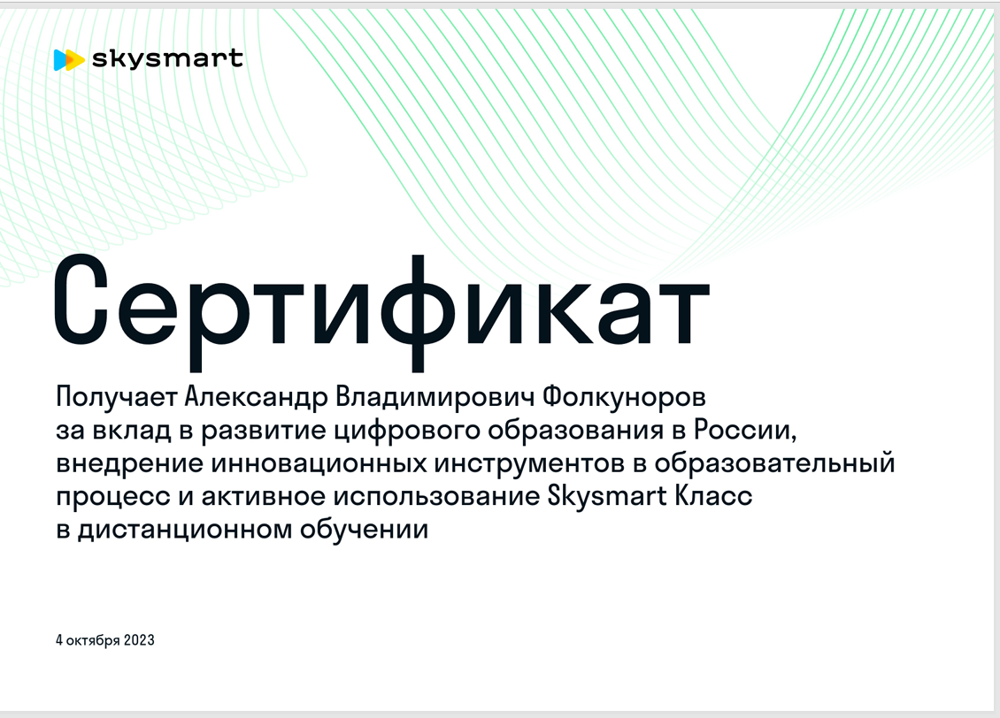 skysmart
Сертификат
Получает Александр Владимирович Фолкуноров
за вклад в развитие цифрового образования в России,
внедрение инновационных инструментов в образовательный
процесс и активное использование Skysmart Класс
в дистанционном обучении
4 октября 2023